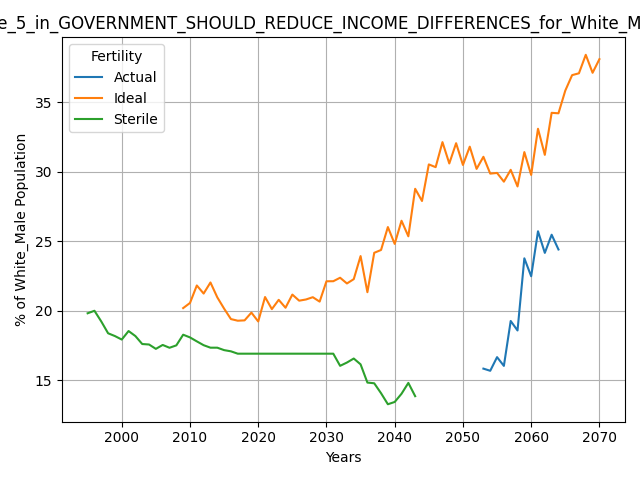 e_5_in_GOVERNMENT_SHOULD_REDUCE_INCOME_DIFFERENCES_for_White_M
Fertility
Actual
Ideal
Sterile
% of White_Male Population
35
30
25
20
15
2000 2010 2020 2030 2040 2050 2060 2070
Years